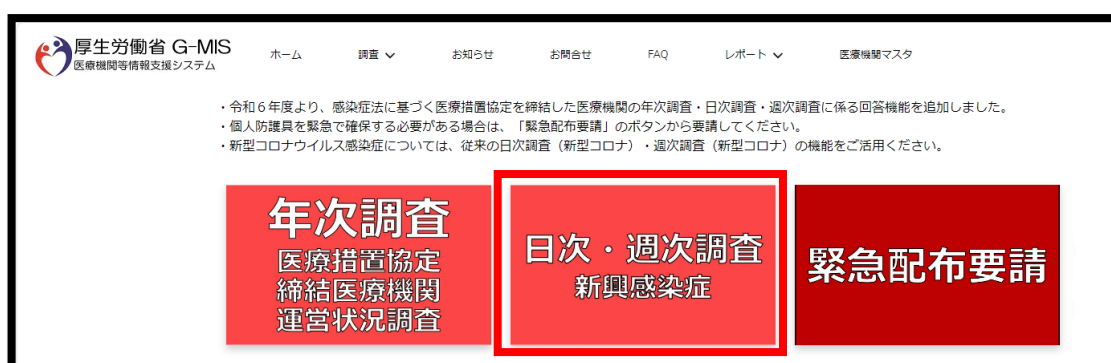 厚生労働省 G-MIS
医療機関等情報支援システム
ホーム 調査 お知らせ お問合せ FAQ レポート 医療機関マスタ
・令和６年度より、感染症法に基づく医療措置協定を締結した医療機関の年次調査・日次調査・週次調査に係る回答機能を追加しました。
・個人防護具を緊急で確保する必要がある場合は、「緊急配布要請」のボタンから要請してください。
・新型コロナウイルス感染症については、従来の日次調査（新型コロナ）・週次調査（新型コロナ）の機能をご活用ください。
年次調査
医療措置協定
締結医療機関
運営状況調査
日次・週次調査
新興感染症
緊急配布要請